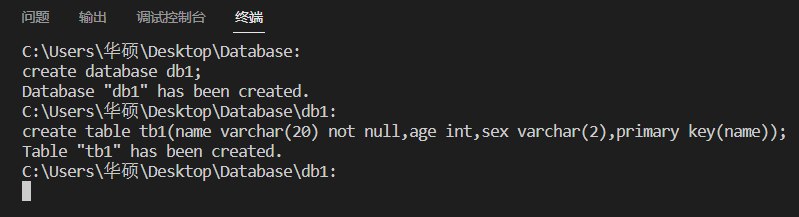 问题 输出 调试控制台 终端
C:\Users\华硕\Desktop\Database:
create database db1;
Database "db1" has been created.
C:\Users\华硕\Desktop\Database\db1:
create table tb1(name varchar(20) not null,age int,sex varchar(2),primary key(name));
Table "tb1" has been created.
C:\Users\华硕\Desktop\Database\db1: